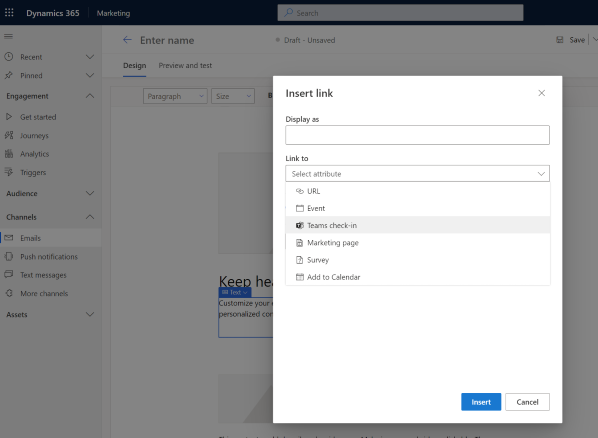 Dynamics 365 Marketing Search
Enter name Draft - Unsaved Save
Recent
Design Preview and test
Pinned
Engagement
Paragraph Size B
Get started
Journeys
Analytics
Triggers
Audience
Channels
Emails
Push notifications
Text messages
More channels
Assets
Keep hea
Text
Customize your e
personalized con
Insert link
Display as
Link to
Select attribute
URL
Event
Teams check-in
Marketing page
Survey
Add to Calendar
Insert Cancel